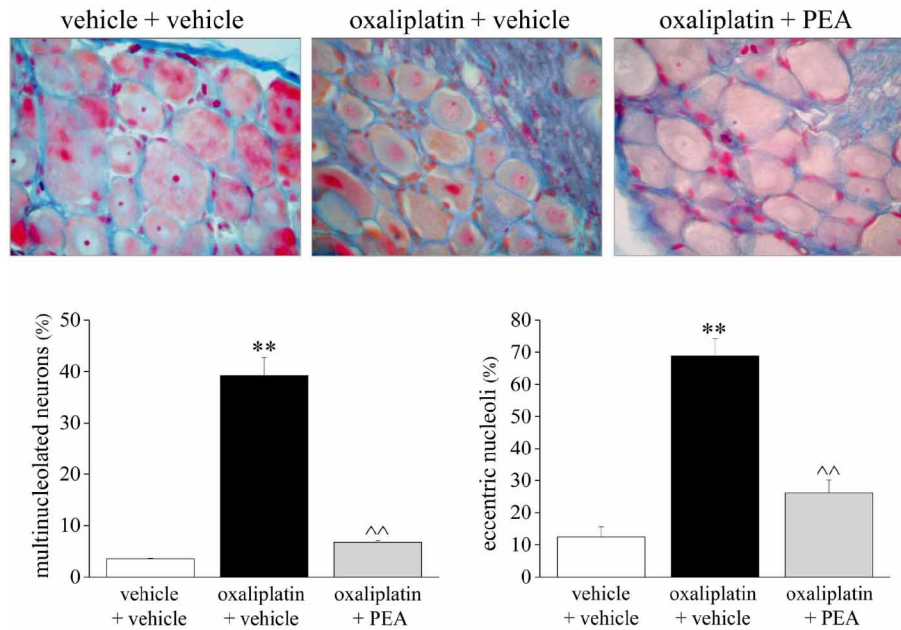 vehicle + vehicle
oxaliplatin + vehicle
oxaliplatin + PEA
multinucleolated neurons (%)
50
40
30
20
10
0
**
^^
vehicle
+ vehicle
oxaliplatin
+ vehicle
oxaliplatin
+ PEA
eccentric nucleoli (%)
80
70
60
50
40
30
20
10
0
**
^^
vehicle
+ vehicle
oxaliplatin
+ vehicle
oxaliplatin
+ PEA